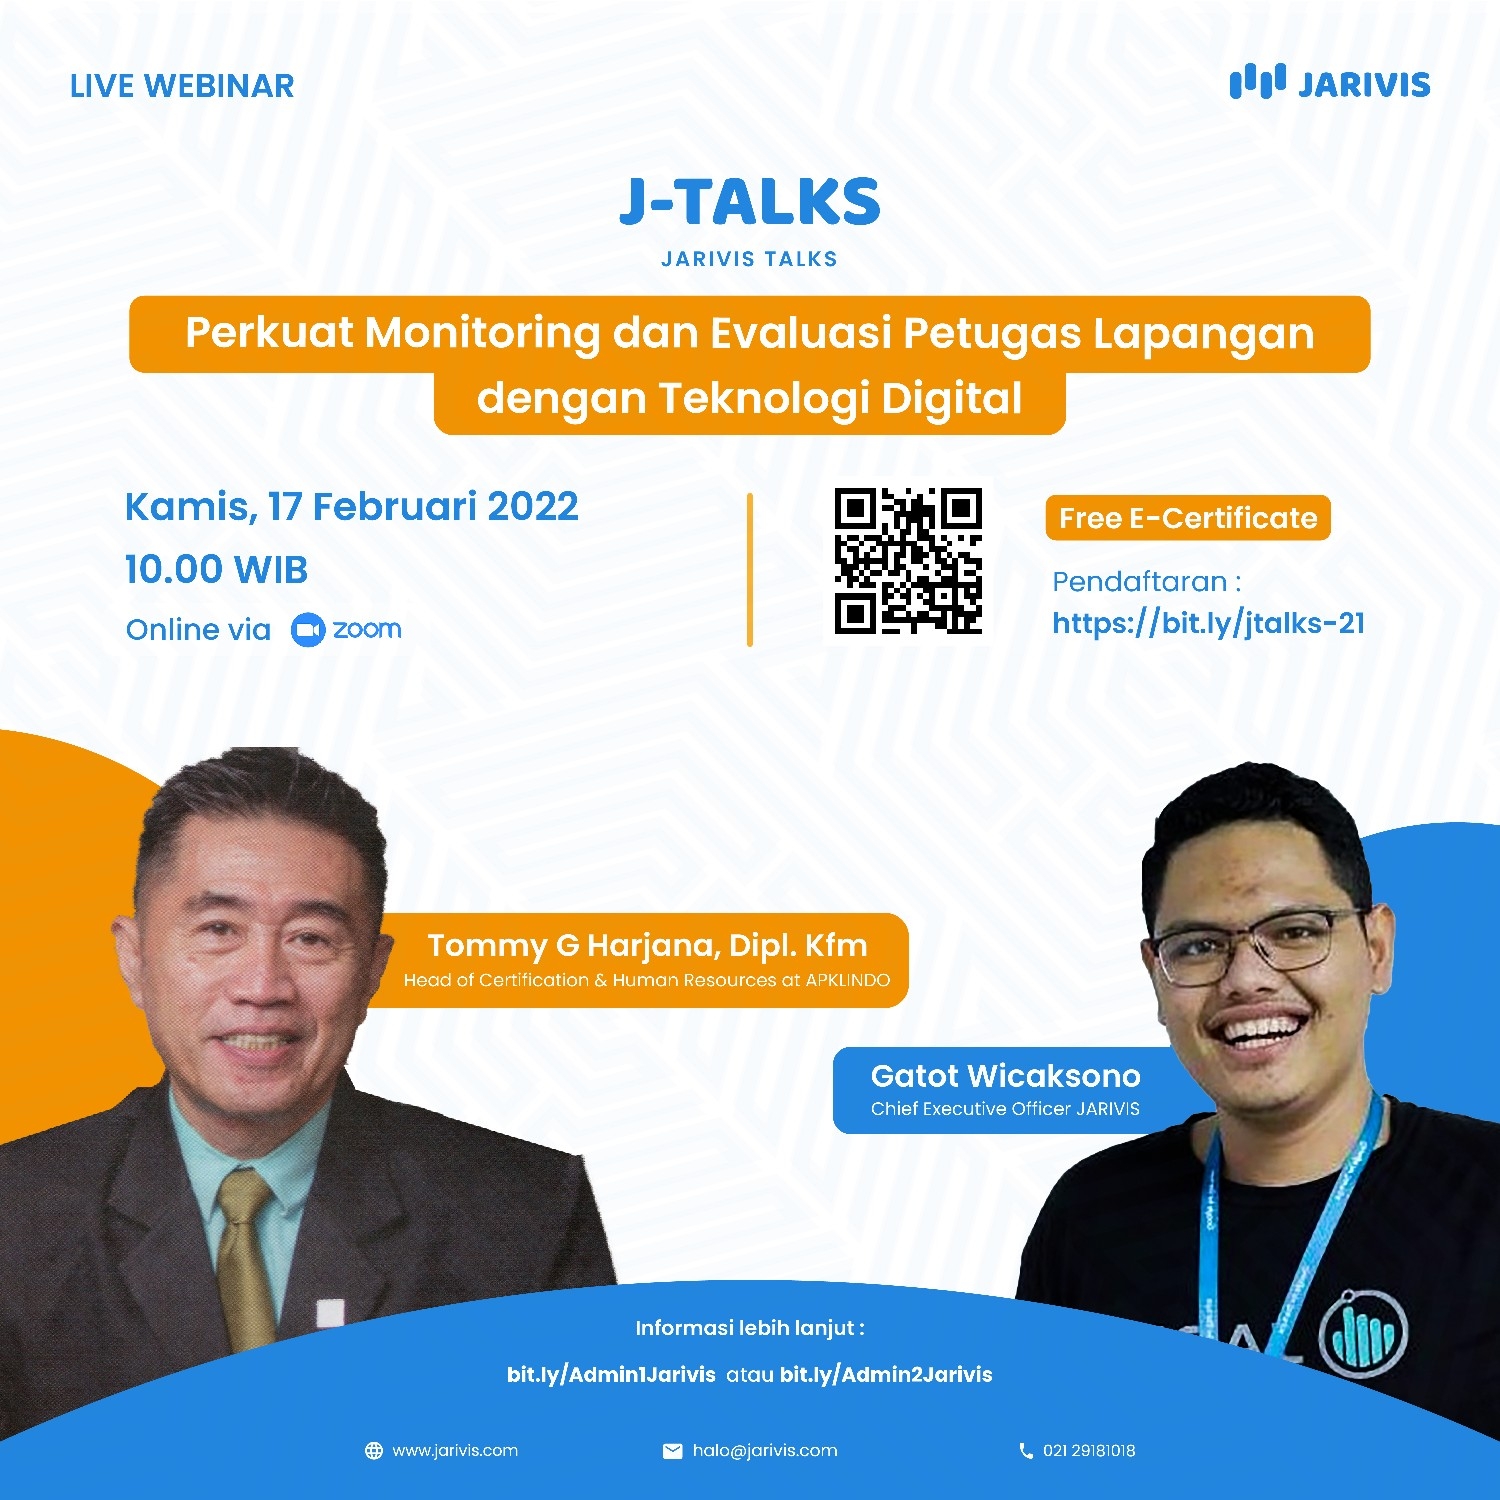 LIVE WEBINAR
JARIVIS
J-TALKS
JARIVIS TALKS
Perkuat Monitoring dan Evaluasi Petugas Lapangan
dengan Teknologi Digital
Kamis, 17 Februari 2022
10.00 WIB
Online via zoom
Free E-Certificate
Pendaftaran :
https://bit.ly/jtalks-21
Tommy G Harjana, Dipl. Kfm
Head of Certification & Human Resources at APKLINDO
Gatot Wicaksono
Chief Executive Officer JARIVIS
Informasi lebih lanjut :
bit.ly/Admin1Jarivis atau bit.ly/Admin2Jarivis
www.jarivis.com
halo@jarivis.com
021 29181018